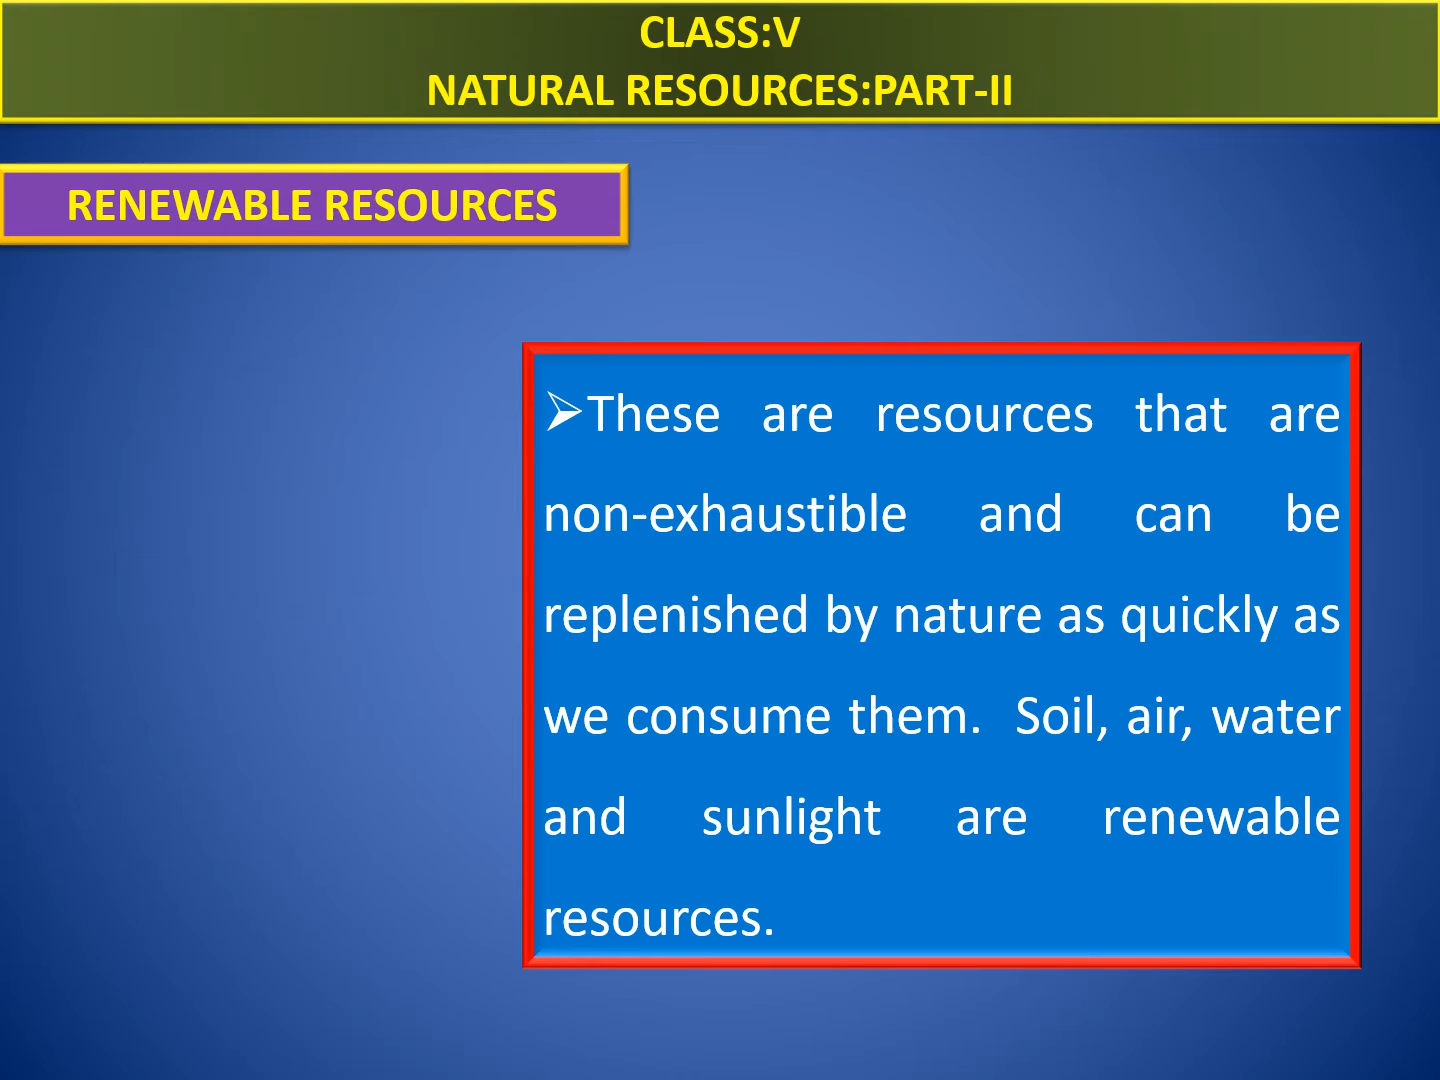 CLASS:V
NATURAL RESOURCES:PART-II
RENEWABLE RESOURCES
➢These are resources that are
non-exhaustible and can be
replenished by nature as quickly as
we consume them.  Soil, air, water
and sunlight are renewable
resources.